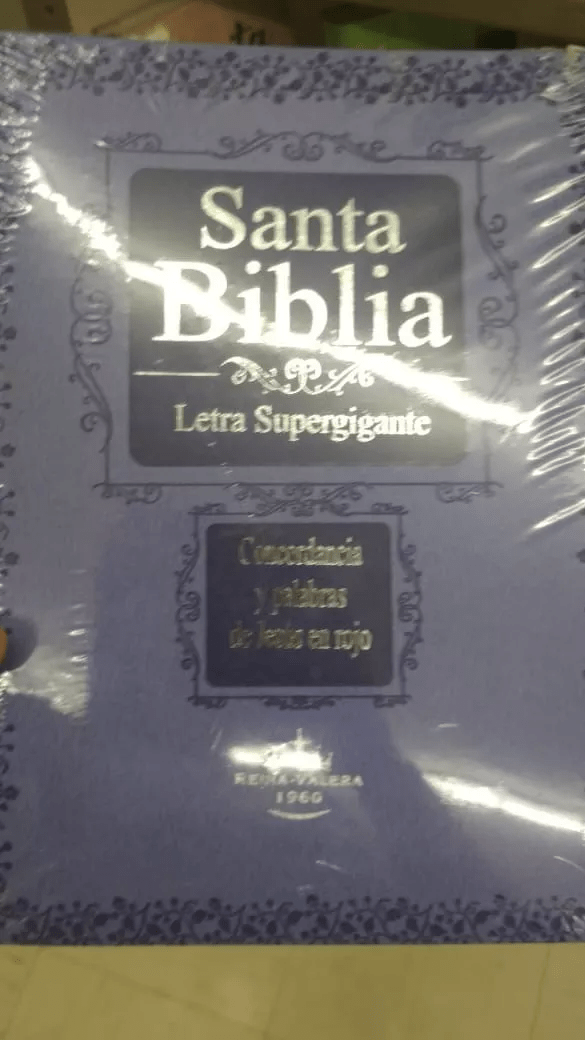 Santa
Biblia
Letra Supergigante
Concordancia
y palabras
de Jesús en rojo
REINA-VALERA
1960